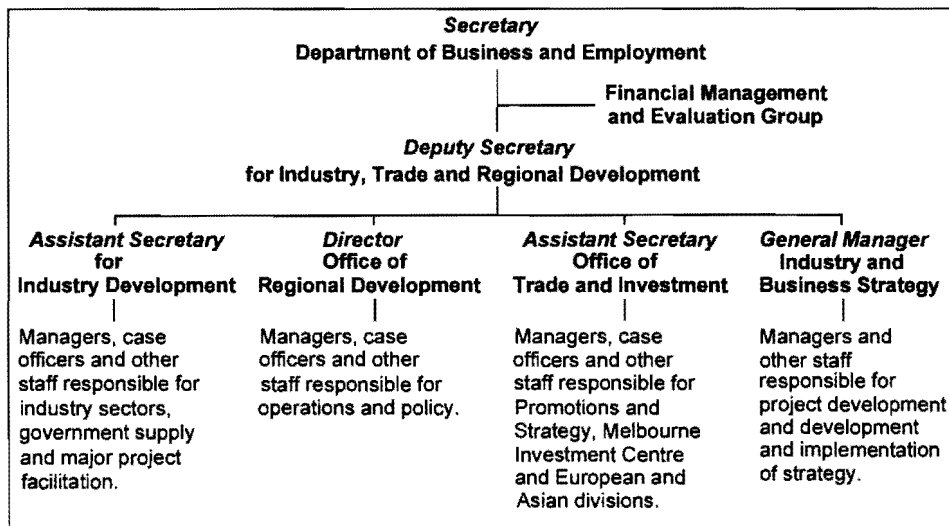 Secretary
Department of Business and Employment
Financial Management
and Evaluation Group
Deputy Secretary
for Industry, Trade and Regional Development
Assistant Secretary
for
Industry Development
Managers, case
officers and other
staff responsible for
industry sectors,
government supply
and major project
facilitation.
Director
Office of
Regional Development
Managers, case
officers and other
staff responsible for
operations and policy.
Assistant Secretary
Office of
Trade and Investment
Managers, case
officers and other
staff responsible for
Promotions and
Strategy, Melbourne
Investment Centre
and European and
Asian divisions.
General Manager
Industry and
Business Strategy
Managers and
other staff
responsible for
project development
and development
and implementation
of strategy.